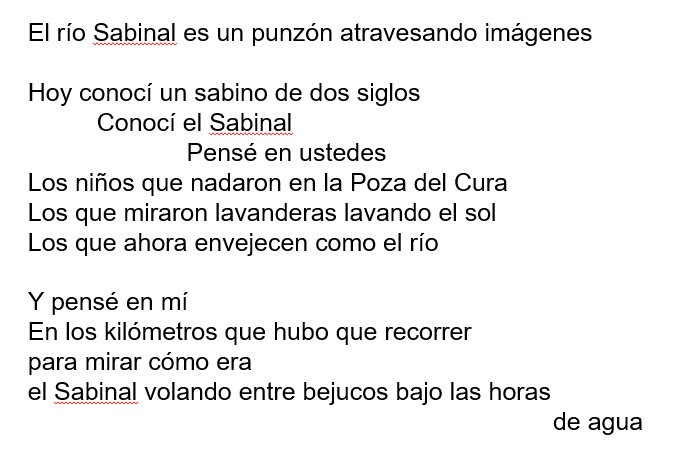 El río Sabinal es un punzón atravesando imágenes
Hoy conocí un sabino de dos siglos
Conocí el Sabinal
Pensé en ustedes
Los niños que nadaron en la Poza del Cura
Los que miraron lavanderas lavando el sol
Los que ahora envejecen como el río
Y pensé en mí
En los kilómetros que hubo que recorrer
para mirar cómo era
el Sabinal volando entre bejucos bajo las horas
de agua